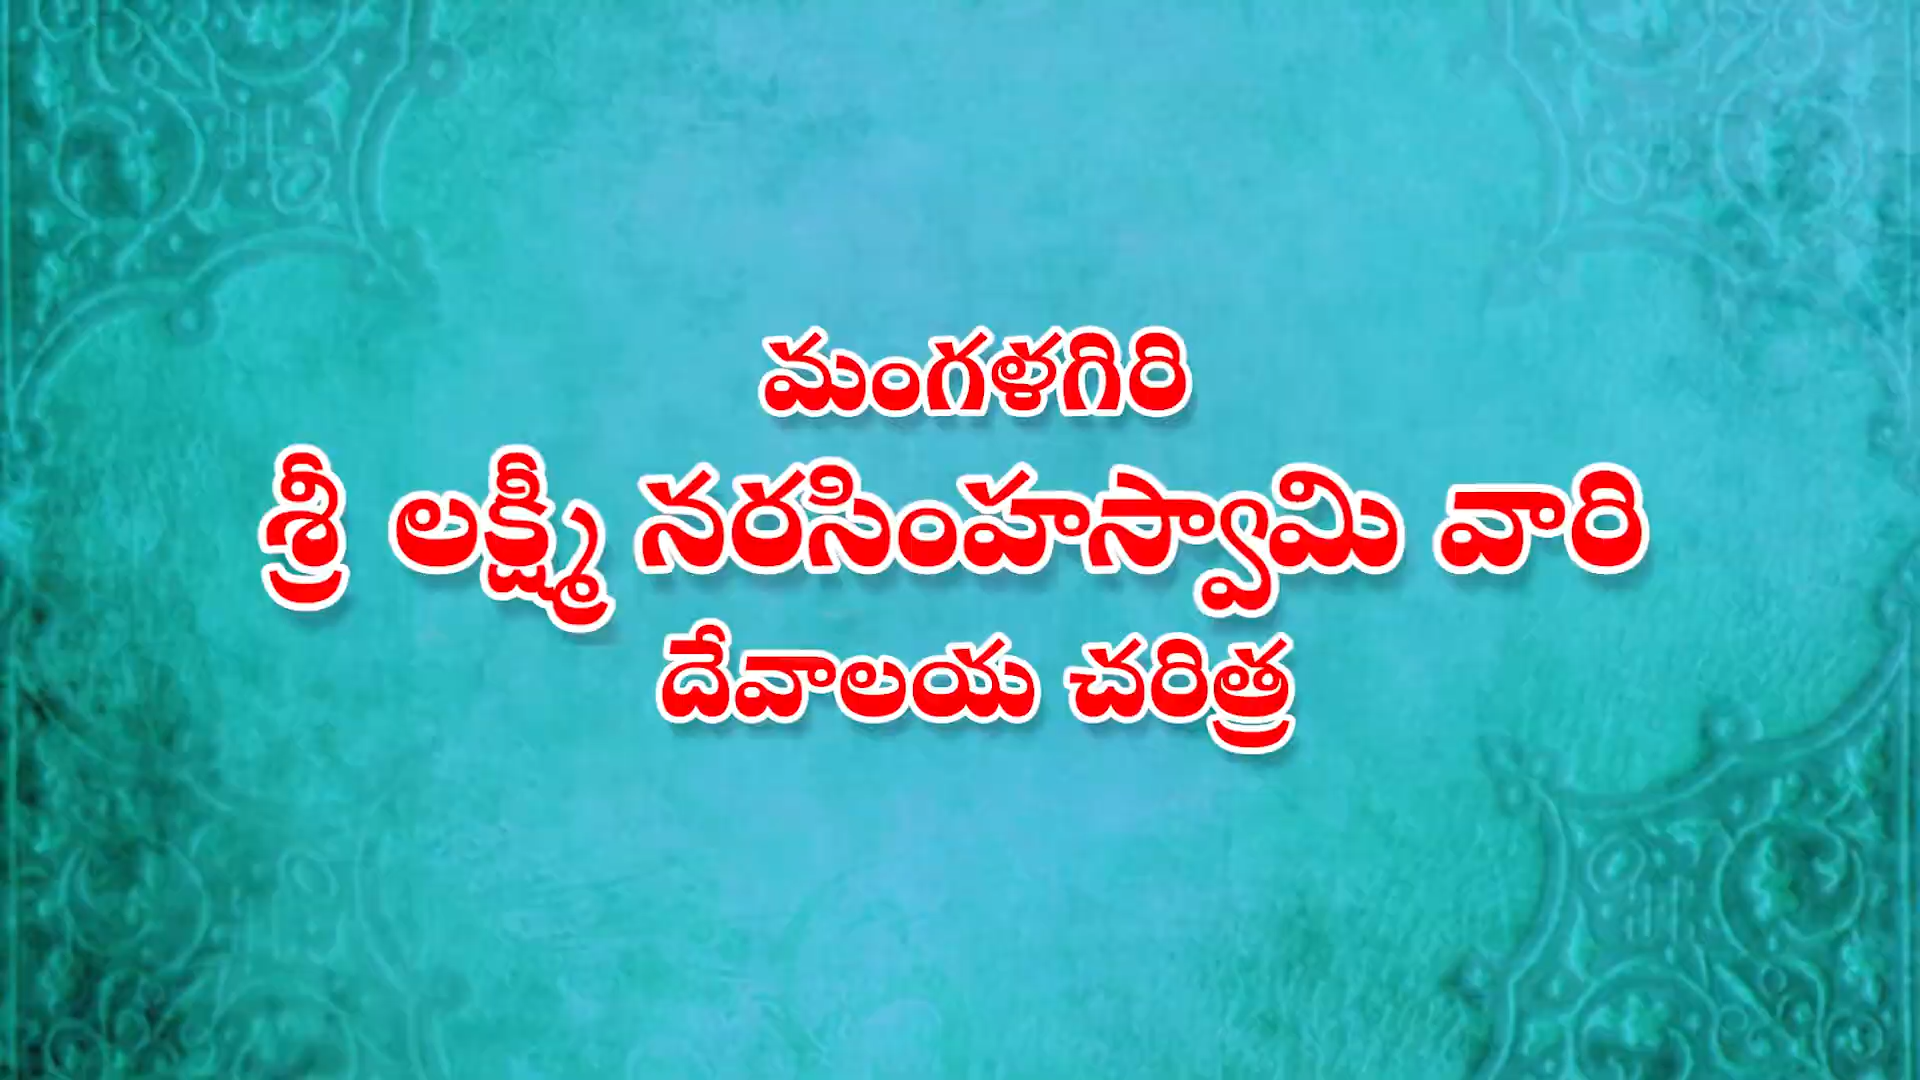 మంగళగిరి
శ్రీ లక్ష్మీ నరసింహస్వామి వారి
దేవాలయ చరిత్ర